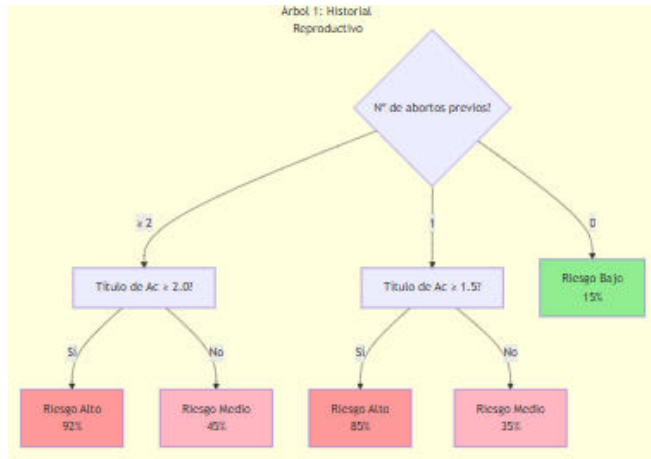 Árbol 1: Historial
Reproductivo
Nº de abortos previos?
≥ 2
1
0
Título de Ac ≥ 2.0?
Título de Ac ≥ 1.5?
Riesgo Bajo
15%
Sí
No
Sí
No
Riesgo Alto
92%
Riesgo Medio
45%
Riesgo Alto
85%
Riesgo Medio
35%